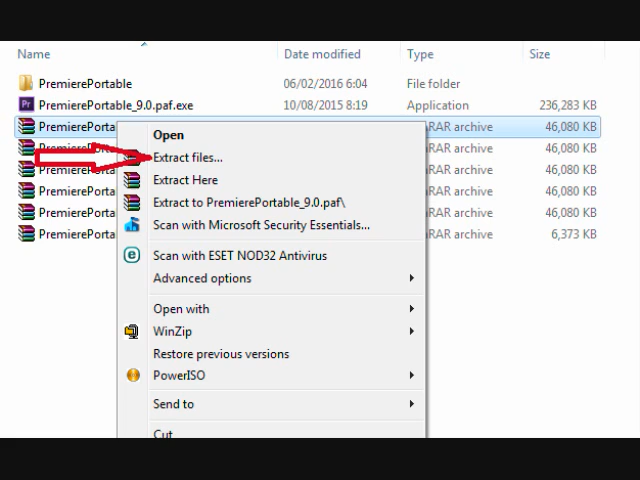 Name Date modified Type Size
PremierePortable 06/02/2016 6:04 File folder
Pr PremierePortable_9.0.paf.exe 10/08/2015 8:19 Application 236,283 KB
PremierePorta RAR archive 46,080 KB
Open
PremierePorta RAR archive 46,080 KB
Extract files...
PremierePorta RAR archive 46,080 KB
Extract Here
PremierePorta RAR archive 46,080 KB
Extract to PremierePortable_9.0.paf\
PremierePorta RAR archive 46,080 KB
Scan with Microsoft Security Essentials...
PremierePorta RAR archive 6,373 KB
e Scan with ESET NOD32 Antivirus
Advanced options
Open with
WinZip
Restore previous versions
PowerISO
Send to
Cut